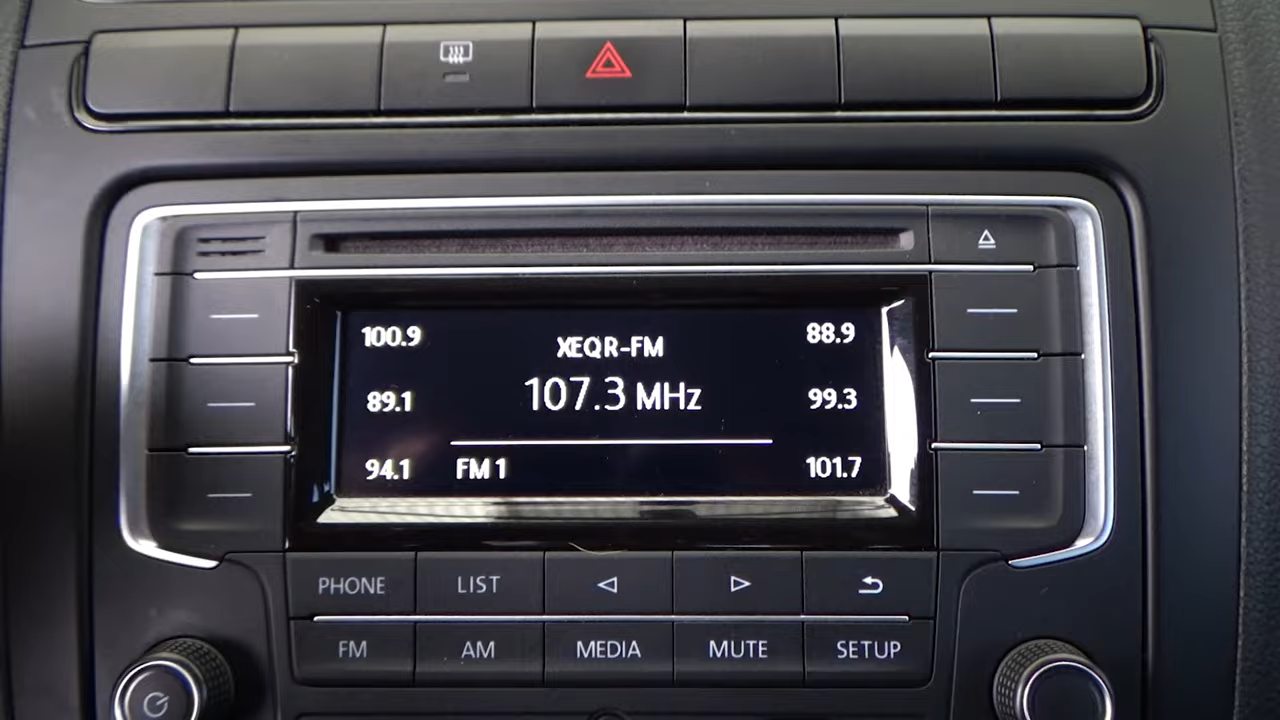 100.9 XEQR-FM 88.9
89.1 107.3 MHz 99.3
94.1 FM 1 101.7
PHONE LIST
FM AM MEDIA MUTE SETUP